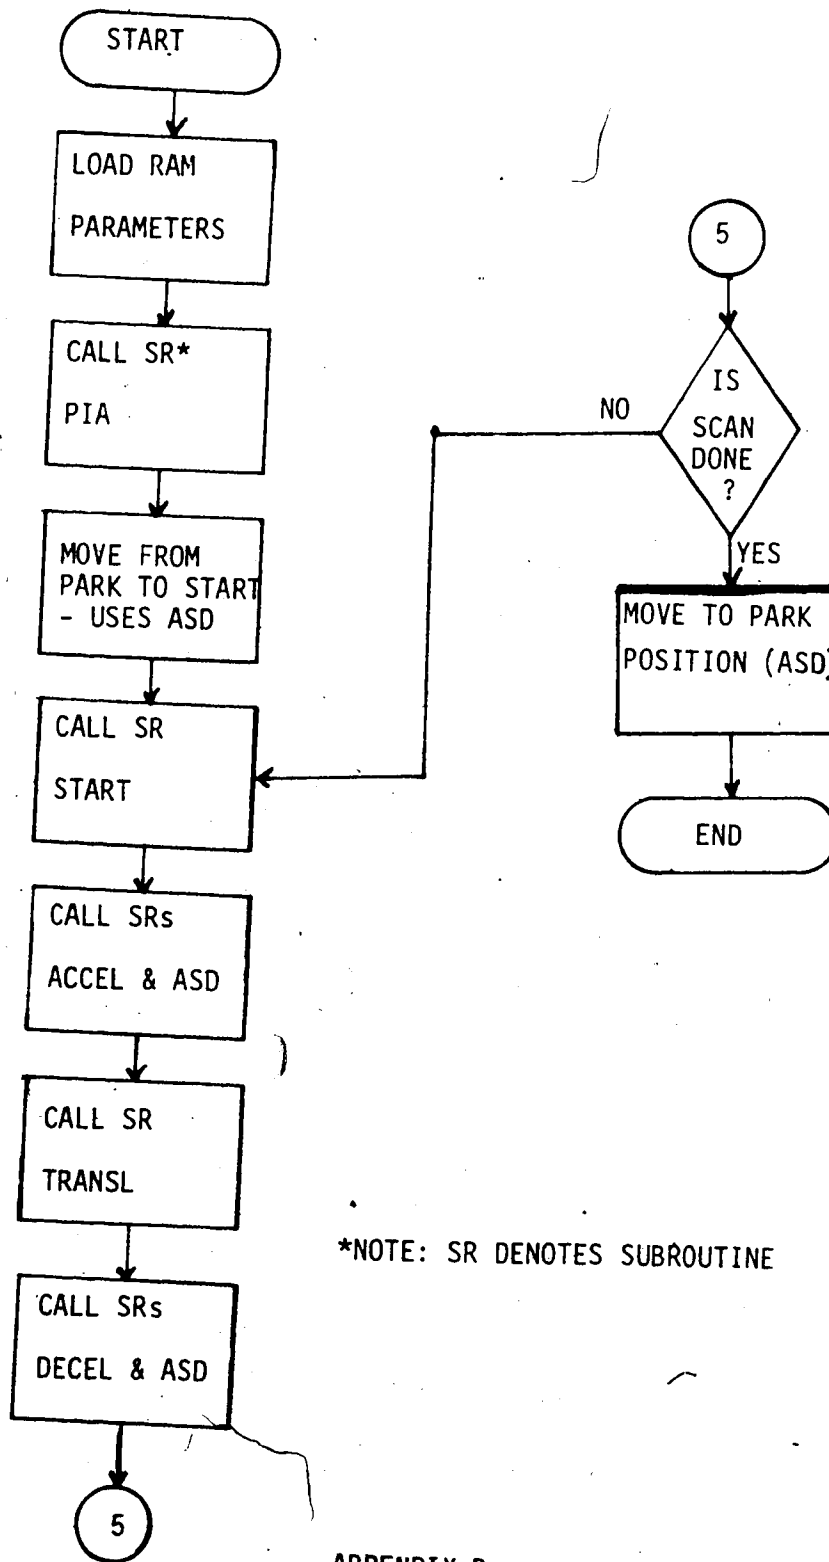 START
LOAD RAM
PARAMETERS
CALL SR*
PIA
MOVE FROM
PARK TO START
- USES ASD
CALL SR
START
CALL SRs
ACCEL & ASD
CALL SR
TRANSL
CALL SRs
DECEL & ASD
5
5
IS
SCAN
DONE
?
NO
YES
MOVE TO PARK
POSITION (ASD)
END
*NOTE: SR DENOTES SUBROUTINE